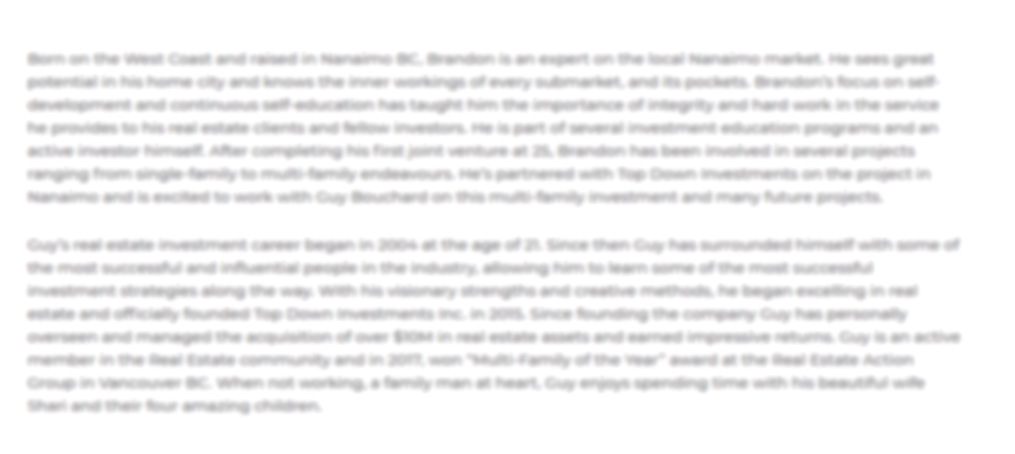 Born on the West Coast and raised in Nanaimo BC, Brandon is an expert on the local Nanaimo market. He sees great
potential in his home city and knows the inner workings of every submarket, and its pockets. Brandon's focus on self-
development and continuous self-education has taught him the importance of integrity and hard work in the service
he provides to his real estate clients and fellow investors. He is part of several investment education programs and an
active investor himself. After completing his first joint venture at 25, Brandon has been involved in several projects
ranging from single-family to multi-family endeavours. He's partnered with Top Down Investments on the project in
Nanaimo and is excited to work with Guy Bouchard on this multi-family investment and many future projects.
Guy's real estate investment career began in 2004 at the age of 21. Since then Guy has surrounded himself with some of
the most successful and influential people in the industry, allowing him to learn some of the most successful
investment strategies along the way. With his visionary strengths and creative methods, he began excelling in real
estate and officially founded Top Down Investments Inc. in 2015. Since founding the company Guy has personally
overseen and managed the acquisition of over $10M in real estate assets and earned impressive returns. Guy is an active
member in the Real Estate community and in 2017, won "Multi-Family of the Year" award at the Real Estate Action
Group in Vancouver BC. When not working, a family man at heart, Guy enjoys spending time with his beautiful wife
Shari and their four amazing children.